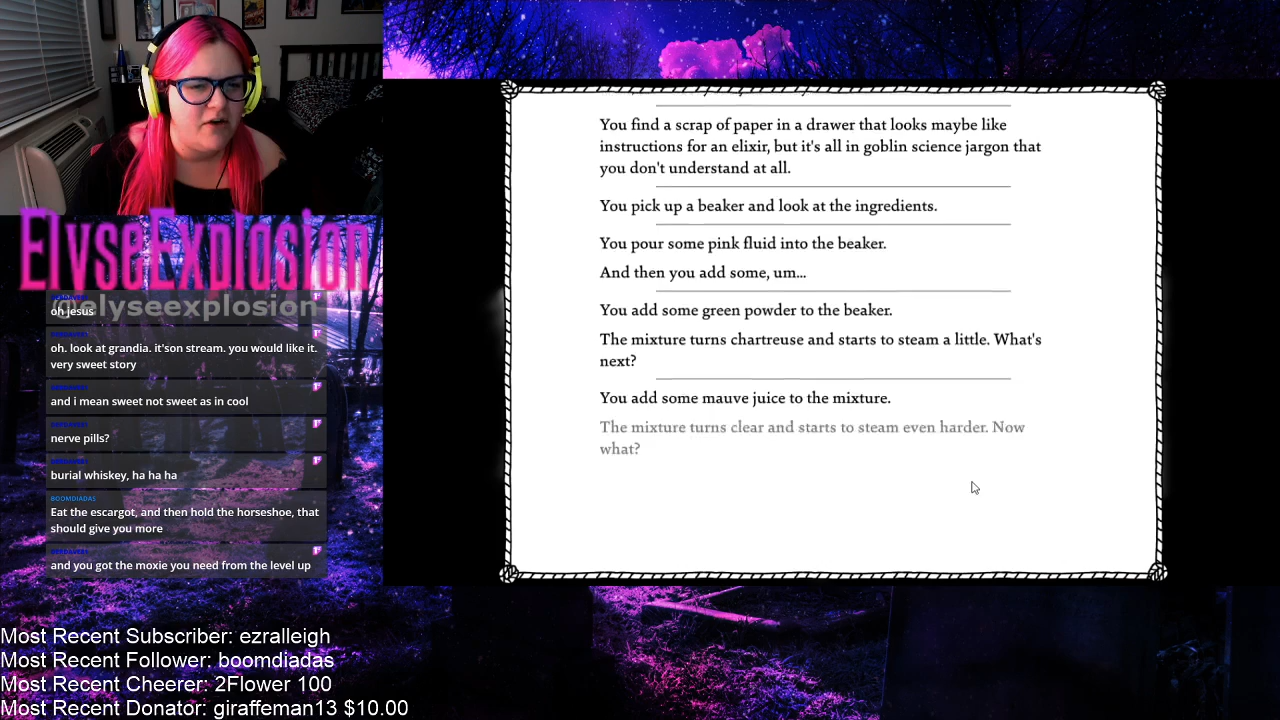 ElyseExplosion
@elyseexplosion
oh jesus
oh. look at grandia. it'son stream. you would like it.
very sweet story
and i mean sweet not sweet as in cool
nerve pills?
burial whiskey, ha ha ha
BOOMDIADAS
Eat the escargot, and then hold the horseshoe, that
should give you more
and you got the moxie you need from the level up
Most Recent Subscriber: ezralleigh
Most Recent Follower: boomdiadas
Most Recent Cheerer: 2Flower 100
Most Recent Donator: giraffeman13 $10.00
You find a scrap of paper in a drawer that looks maybe like
instructions for an elixir, but it's all in goblin science jargon that
you don't understand at all.
You pick up a beaker and look at the ingredients.
You pour some pink fluid into the beaker.
And then you add some, um...
You add some green powder to the beaker.
The mixture turns chartreuse and starts to steam a little. What's
next?
You add some mauve juice to the mixture.
The mixture turns clear and starts to steam even harder. Now
what?